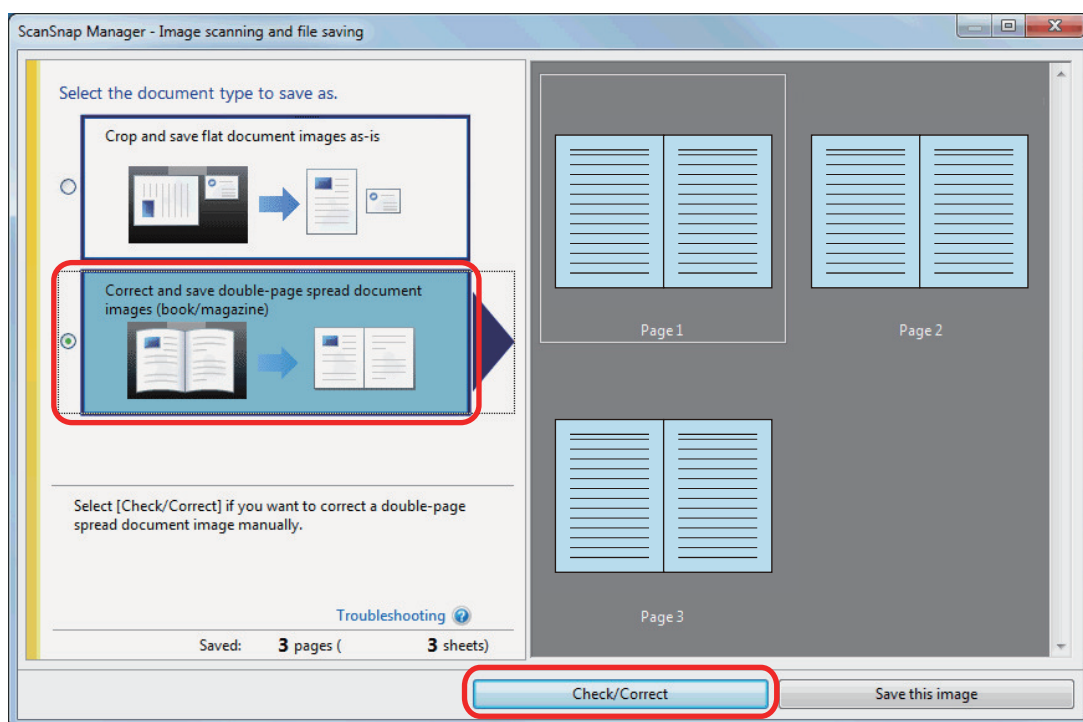 ScanSnap Manager - Image scanning and file saving
Select the document type to save as.
Crop and save flat document images as-is
Correct and save double-page spread document
images (book/magazine)
Select [Check/Correct] if you want to correct a double-page
spread document image manually.
Troubleshooting ?
Saved: 3 pages ( 3 sheets)
Page 1
Page 2
Page 3
Check/Correct
Save this image